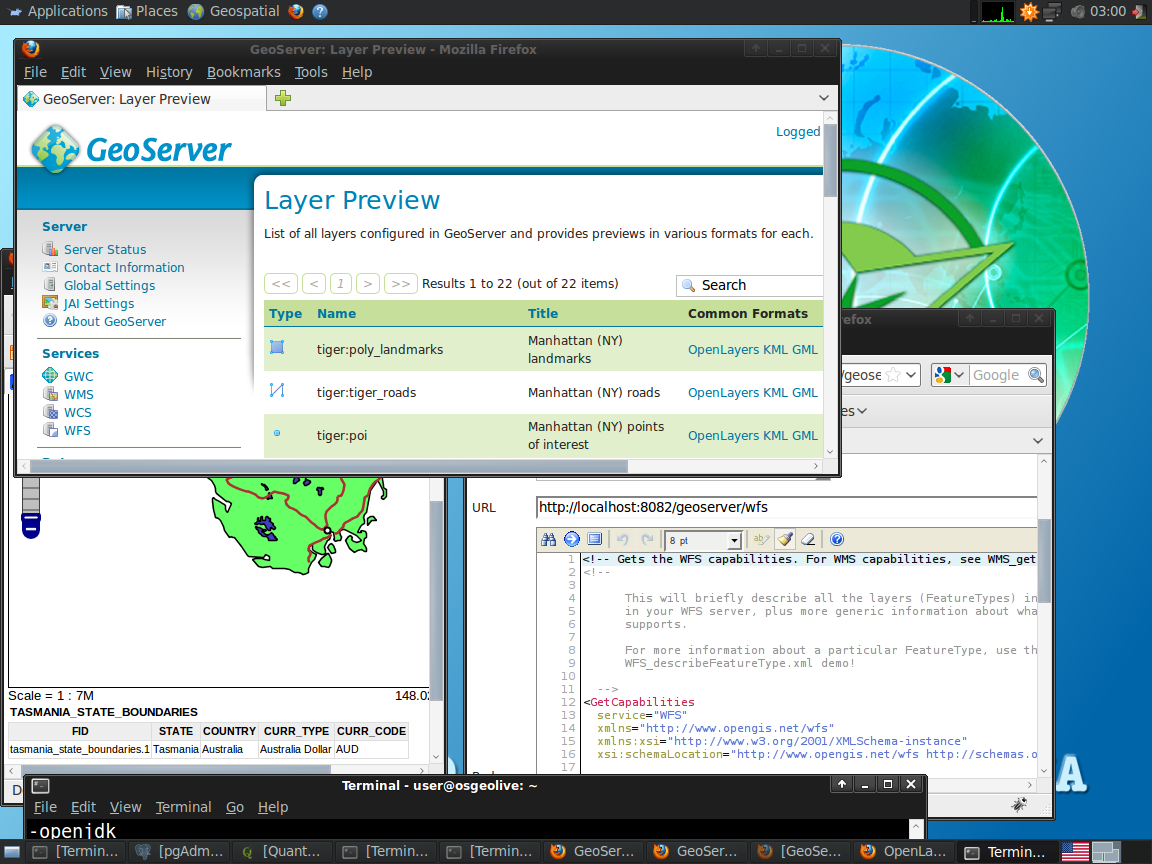 Applications Places Geospatial 03:00
GeoServer: Layer Preview - Mozilla Firefox
File Edit View History Bookmarks Tools Help
GeoServer: Layer Preview
GeoServer
Logged
Layer Preview
List of all layers configured in GeoServer and provides previews in various formats for each.
Server
Server Status
Contact Information
Global Settings
JAI Settings
About GeoServer
Services
GWC
WMS
WCS
WFS
<< < 1 > >> Results 1 to 22 (out of 22 items) Search
Type Name Title Common Formats
tiger:poly_landmarks Manhattan (NY) landmarks OpenLayers KML GML
tiger:tiger_roads Manhattan (NY) roads OpenLayers KML GML
tiger:poi Manhattan (NY) points of interest OpenLayers KML GML
refox
/geose Google
es
URL http://localhost:8082/geoserver/wfs
8 pt
1 <!-- Gets the WFS capabilities. For WMS capabilities, see WMS_get
2 <!--
3
4 This will briefly describe all the layers (FeatureTypes) in
5 in your WFS server, plus more generic information about wha
6 supports.
7
8 For more information about a particular FeatureType, use th
9 WFS_describeFeatureType.xml demo!
10
11 -->
12 <GetCapabilities
13 service="WFS"
14 xmlns="http://www.opengis.net/wfs"
15 xmlns:xsi="http://www.w3.org/2001/XMLSchema-instance"
16 xsi:schemaLocation="http://www.opengis.net/wfs http://schemas.o
17
Scale = 1 : 7M 148.02
TASMANIA_STATE_BOUNDARIES
FID STATE COUNTRY CURR_TYPE CURR_CODE
tasmania_state_boundaries.1 Tasmania Australia Australia Dollar AUD
D
A
Terminal - user@osgeolive: ~
File Edit View Terminal Go Help
-openjdk
[Termin... [pgAdm... [Quant... [Termin... [Termin... GeoSer... GeoSer... [GeoSe... OpenLa... Termin...